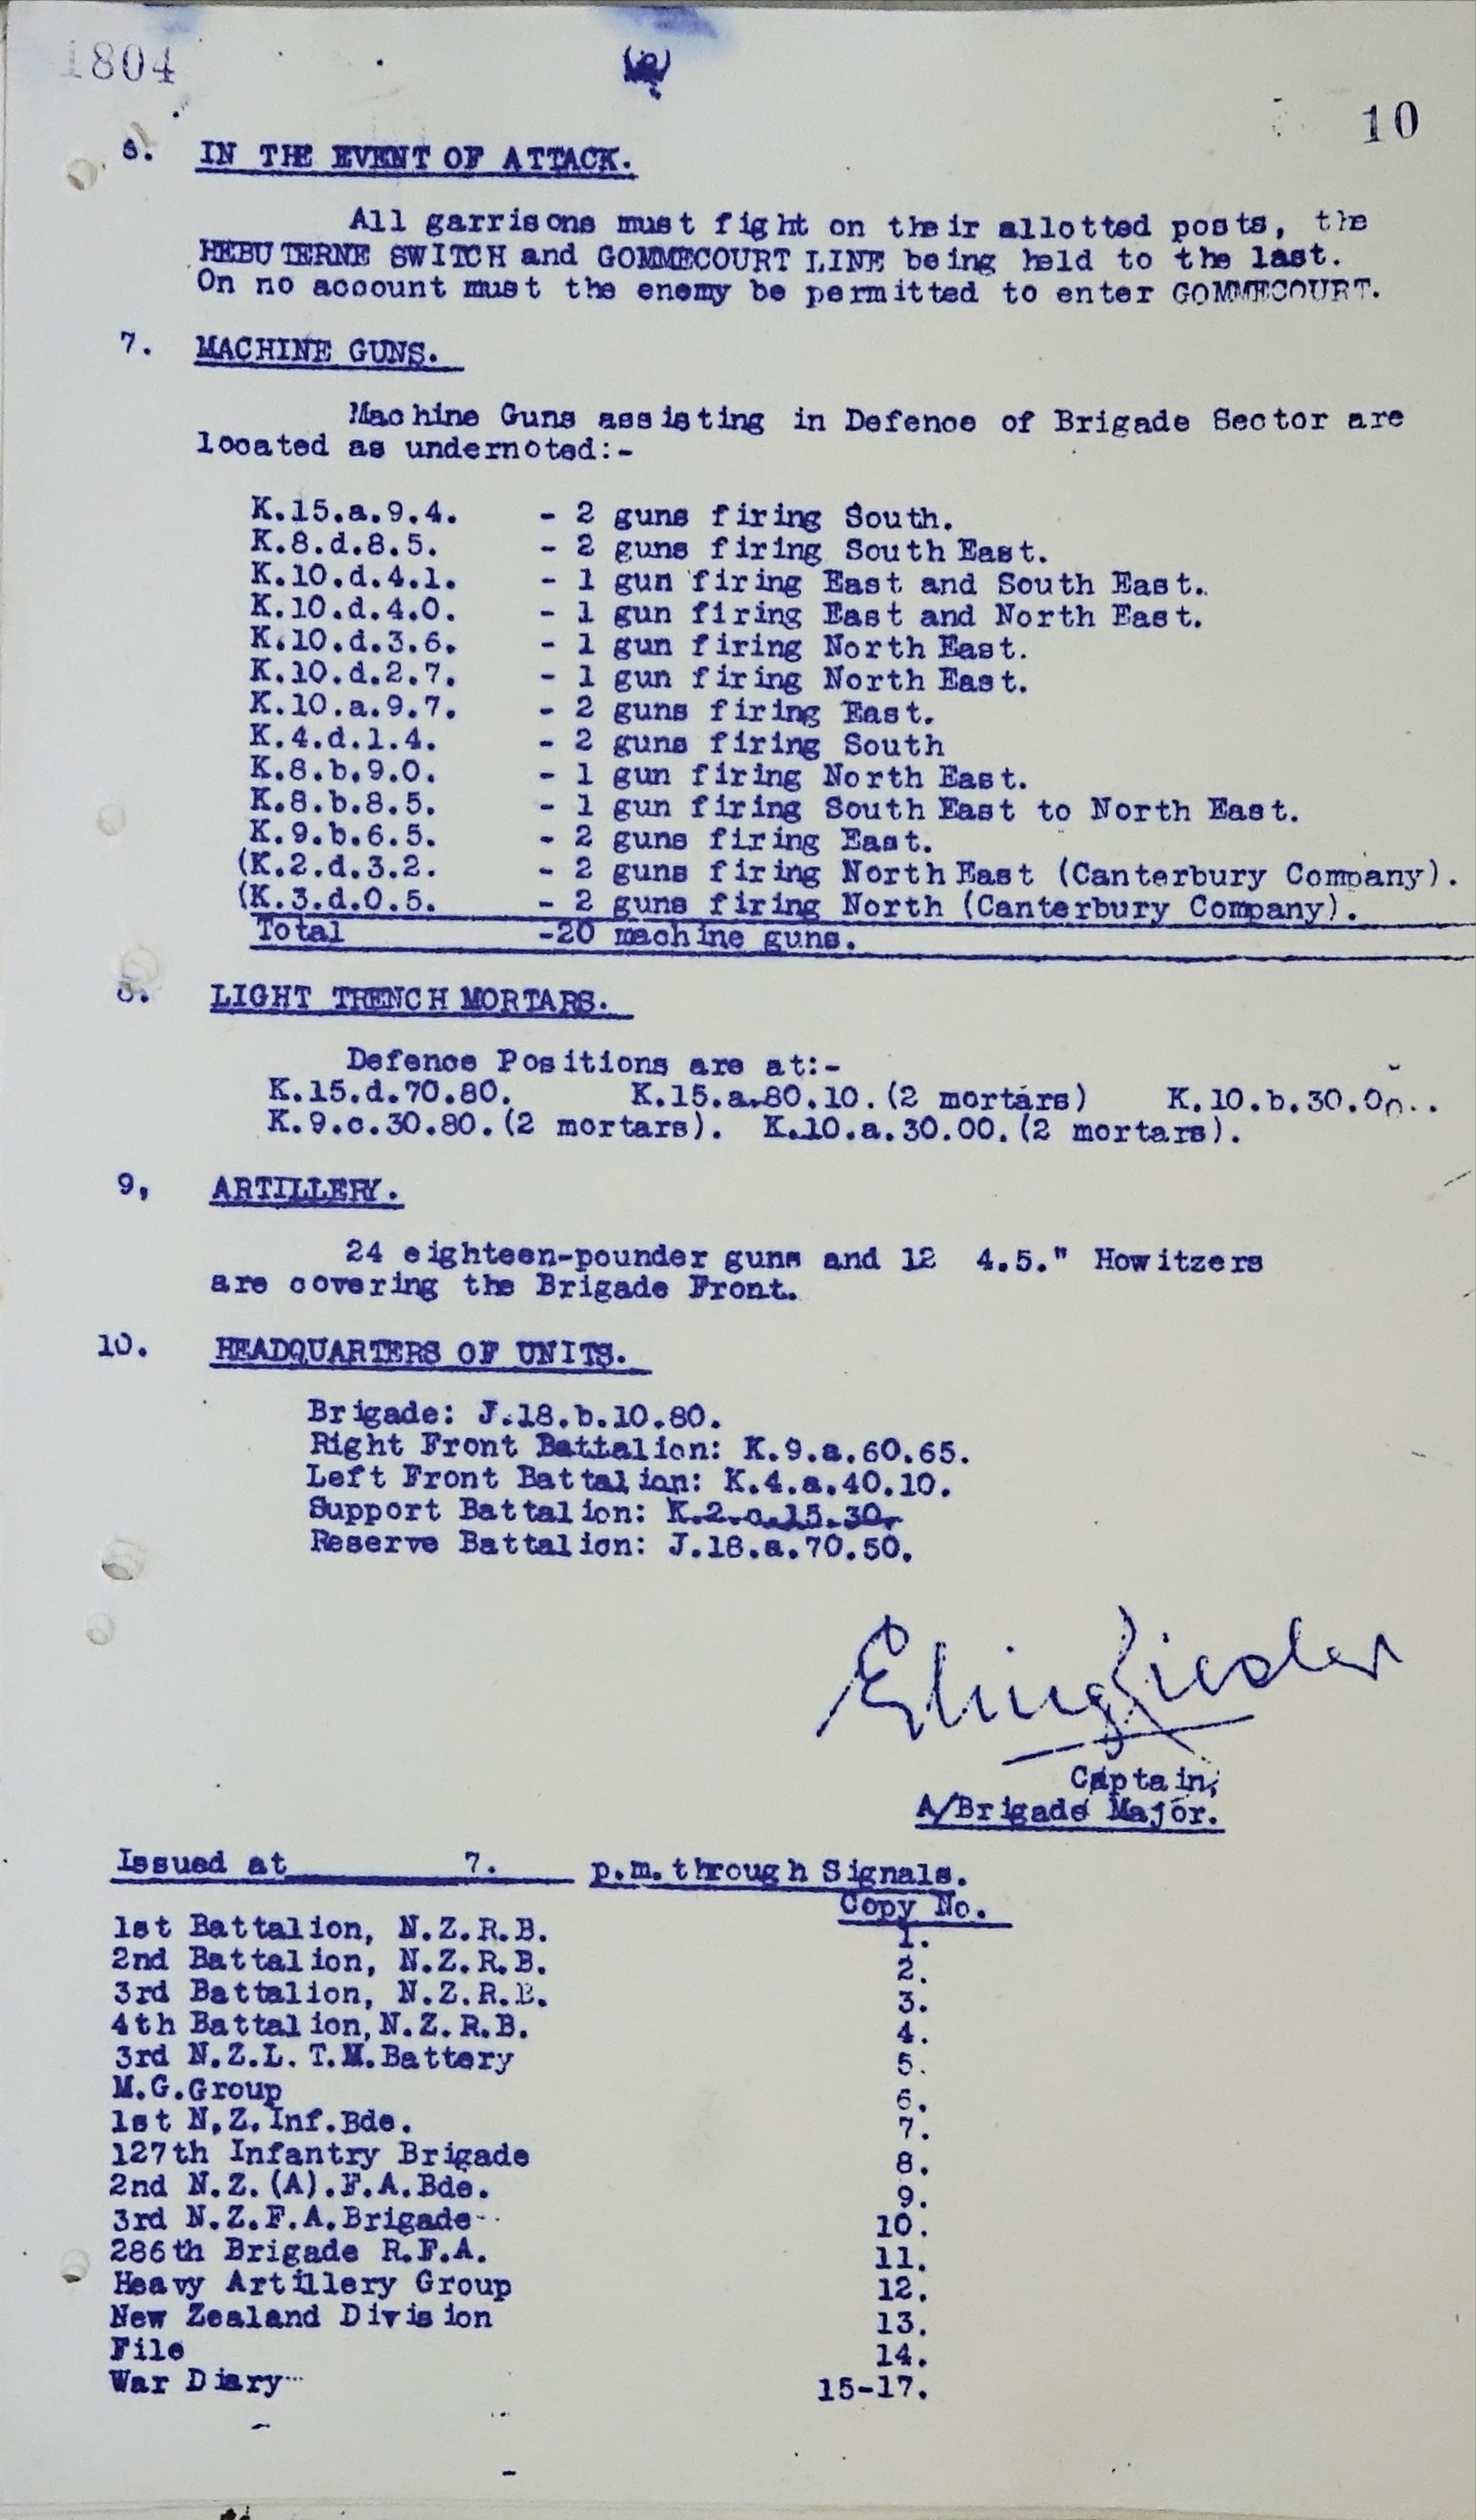 1804
10
6. IN THE EVENT OF ATTACK.
All garrisons must fight on their allotted posts, the
HEBUTERNE SWITCH and GOMMECOURT LINE being held to the last.
On no account must the enemy be permitted to enter GOMMECOURT.
7. MACHINE GUNS.
Machine Guns assisting in Defence of Brigade Sector are
located as undernoted:-
K.15.a.9.4. - 2 guns firing South.
K.8.d.8.5. - 2 guns firing South East.
K.10.d.4.1. - 1 gun firing East and South East.
K.10.d.4.0. - 1 gun firing East and North East.
K.10.d.3.6. - 1 gun firing North East.
K.10.d.2.7. - 1 gun firing North East.
K.10.a.9.7. - 2 guns firing East.
K.4.d.1.4. - 2 guns firing South
K.8.b.9.0. - 1 gun firing North East.
K.8.b.8.5. - 1 gun firing South East to North East.
K.9.b.6.5. - 2 guns firing East.
(K.2.d.3.2. - 2 guns firing North East (Canterbury Company).
(K.3.d.0.5. - 2 guns firing North (Canterbury Company).
Total -20 machine guns.
8. LIGHT TRENCH MORTARS.
Defence Positions are at:-
K.15.d.70.80. K.15.a.80.10.(2 mortars) K.10.b.30.00..
K.9.c.30.80.(2 mortars). K.10.a.30.00.(2 mortars).
9, ARTILLERY.
24 eighteen-pounder guns and 12 4.5." Howitzers
are covering the Brigade Front.
10. HEADQUARTERS OF UNITS.
Brigade: J.18.b.10.80.
Right Front Battalion: K.9.a.60.65.
Left Front Battalion: K.4.a.40.10.
Support Battalion: K.2.c.15.30.
Reserve Battalion: J.18.a.70.50.
Captain,
A/Brigade Major.
Issued at 7. p.m.through Signals.
Copy No.
1st Battalion, N.Z.R.B. 1.
2nd Battalion, N.Z.R.B. 2.
3rd Battalion, N.Z.R.B. 3.
4th Battalion,N.Z.R.B. 4.
3rd N.Z.L.T.M.Battery 5.
M.G.Group 6.
1st N.Z.Inf.Bde. 7.
127th Infantry Brigade 8.
2nd N.Z.(A).F.A.Bde. 9.
3rd N.Z.F.A.Brigade 10.
286th Brigade R.F.A. 11.
Heavy Artillery Group 12.
New Zealand Division 13.
File 14.
War Diary 15-17.